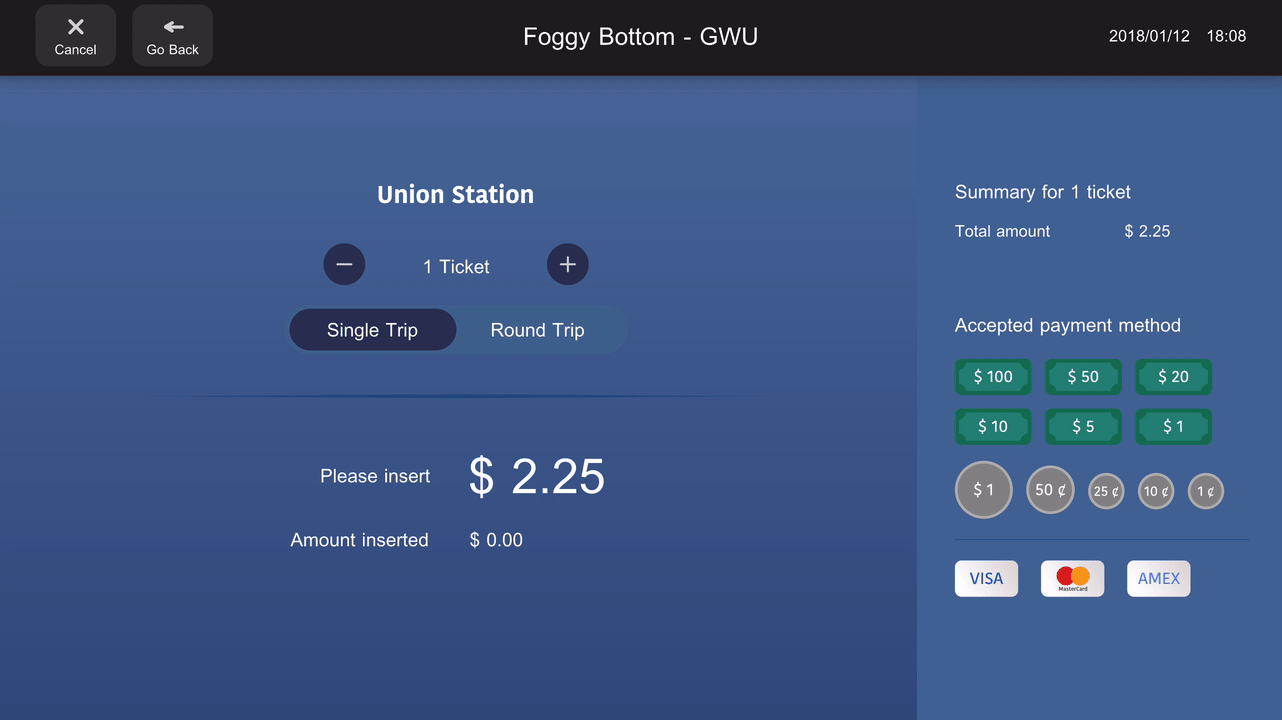 Cancel
Go Back
Foggy Bottom - GWU
2018/01/12 18:08
Union Station
1 Ticket
Single Trip
Round Trip
Please insert $ 2.25
Amount inserted $ 0.00
Summary for 1 ticket
Total amount $ 2.25
Accepted payment method
$ 100 $ 50 $ 20
$ 10 $ 5 $ 1
$ 1 50 ¢ 25 ¢ 10 ¢ 1 ¢
VISA MasterCard AMEX